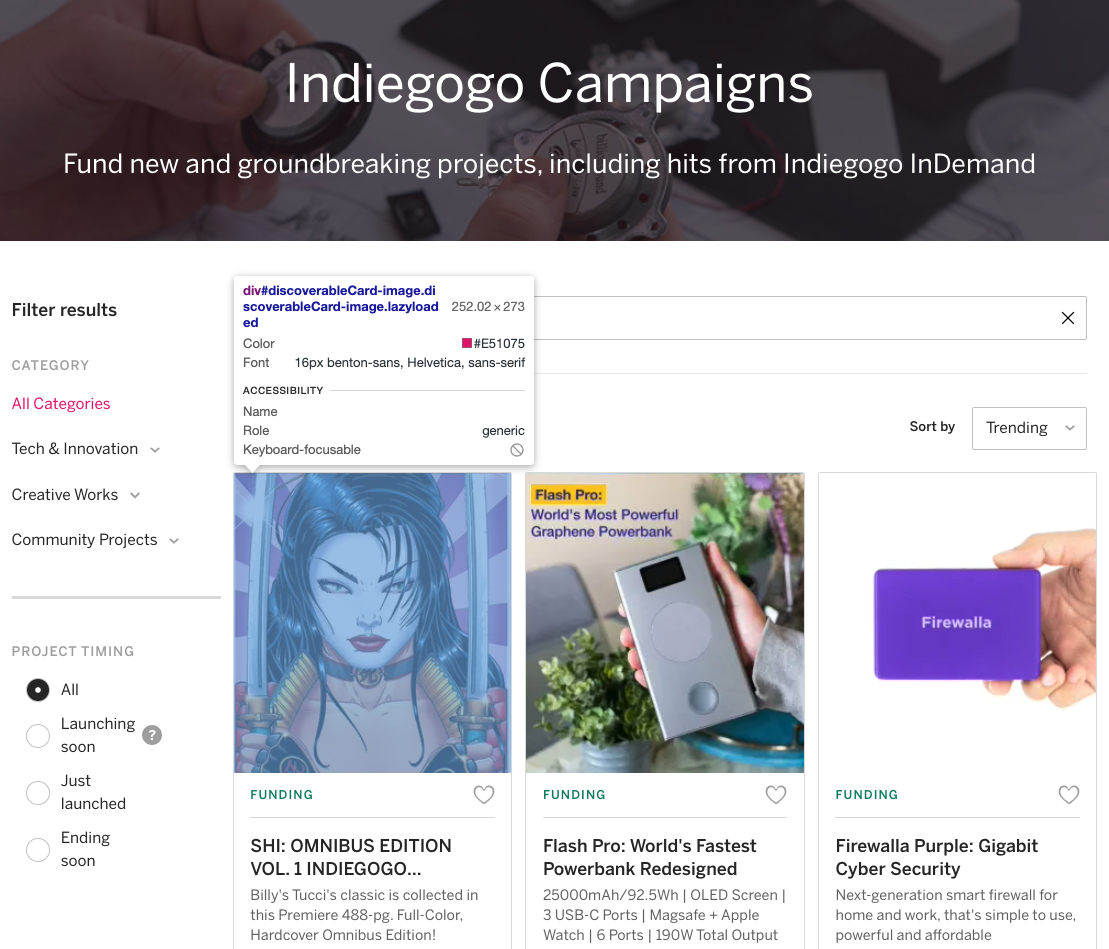 Indiegogo Campaigns
Fund new and groundbreaking projects, including hits from Indiegogo InDemand
Filter results
CATEGORY
All Categories
Tech & Innovation
Creative Works
Community Projects
PROJECT TIMING
All
Launching
soon
?
Just
launched
Ending
soon
div#discoverableCard-image.di
scoverableCard-image.lazyload
ed
252.02 × 273
Color #E51075
Font 16px benton-sans, Helvetica, sans-serif
ACCESSIBILITY
Name
Role generic
Keyboard-focusable
Sort by Trending
FUNDING
SHI: OMNIBUS EDITION
VOL. 1 INDIEGOGO...
Billy's Tucci's classic is collected in
this Premiere 488-pg. Full-Color,
Hardcover Omnibus Edition!
Flash Pro:
World's Most Powerful
Graphene Powerbank
FUNDING
Flash Pro: World's Fastest
Powerbank Redesigned
25000mAh/92.5Wh | OLED Screen |
3 USB-C Ports | Magsafe + Apple
Watch | 6 Ports | 190W Total Output
Firewalla
FUNDING
Firewalla Purple: Gigabit
Cyber Security
Next-generation smart firewall for
home and work, that's simple to use,
powerful and affordable